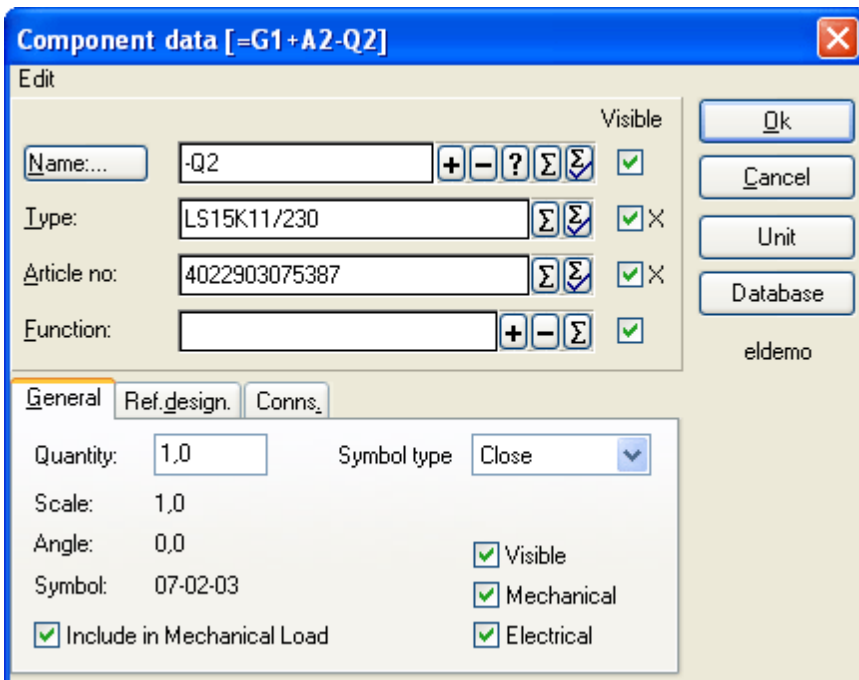 Component data [=G1+A2-Q2]
Edit
Visible
Name:... -Q2 + − ? Σ Σ
Type: LS15K11/230 Σ Σ X
Article no: 4022903075387 Σ Σ X
Function: + − Σ
Ok
Cancel
Unit
Database
eldemo
General Ref.design. Conns.
Quantity: 1,0 Symbol type Close
Scale: 1,0
Angle: 0,0
Visible
Symbol: 07-02-03
Mechanical
Include in Mechanical Load
Electrical